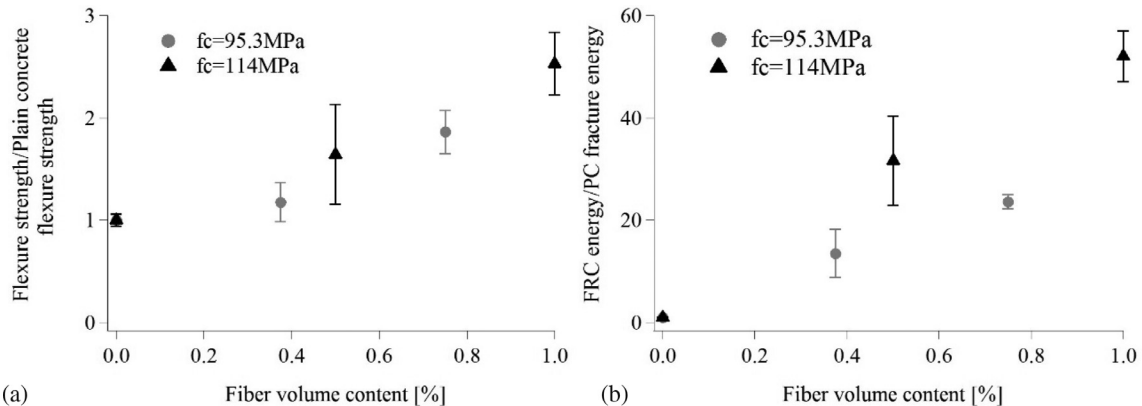 3
2
1
0
Flexure strength/Plain concrete
flexure strength
fc=95.3MPa
fc=114MPa
0.0 0.2 0.4 0.6 0.8 1.0
Fiber volume content [%]
(a)
60
40
20
0
FRC energy/PC fracture energy
fc=95.3MPa
fc=114MPa
0.0 0.2 0.4 0.6 0.8 1.0
Fiber volume content [%]
(b)